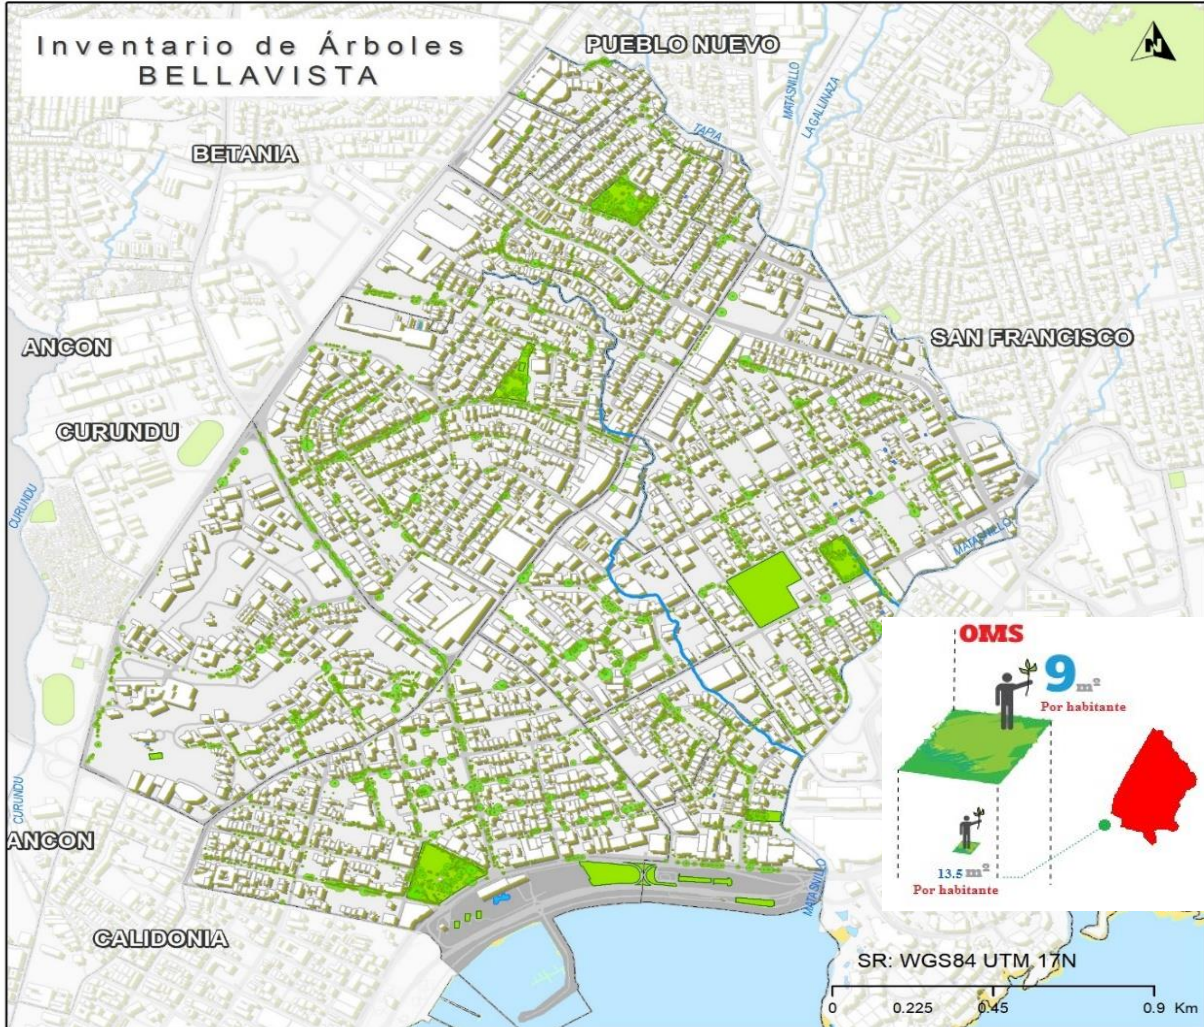 Inventario de Árboles
BELLAVISTA
PUEBLO NUEVO
N
MATASNILLO
LA GALLINAZA
TAPIA
BETANIA
SAN FRANCISCO
ANCON
CURUNDU
CURUNDU
MATASNILLO
OMS
9 m²
Por habitante
13.5 m²
Por habitante
CURUNDU
ANCON
MATASNILLO
CALIDONIA
SR: WGS84 UTM 17N
0 0.225 0.45 0.9 Km